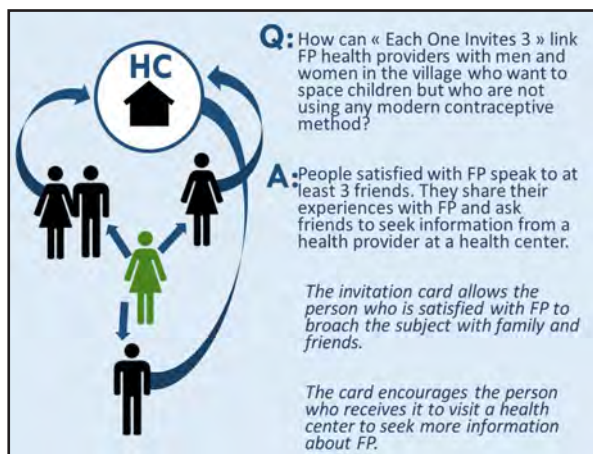 HC
Q: How can « Each One Invites 3 » link
FP health providers with men and
women in the village who want to
space children but who are not
using any modern contraceptive
method?
A: People satisfied with FP speak to at
least 3 friends. They share their
experiences with FP and ask
friends to seek information from a
health provider at a health center.
The invitation card allows the
person who is satisfied with FP to
broach the subject with family and
friends.
The card encourages the person
who receives it to visit a health
center to seek more information
about FP.